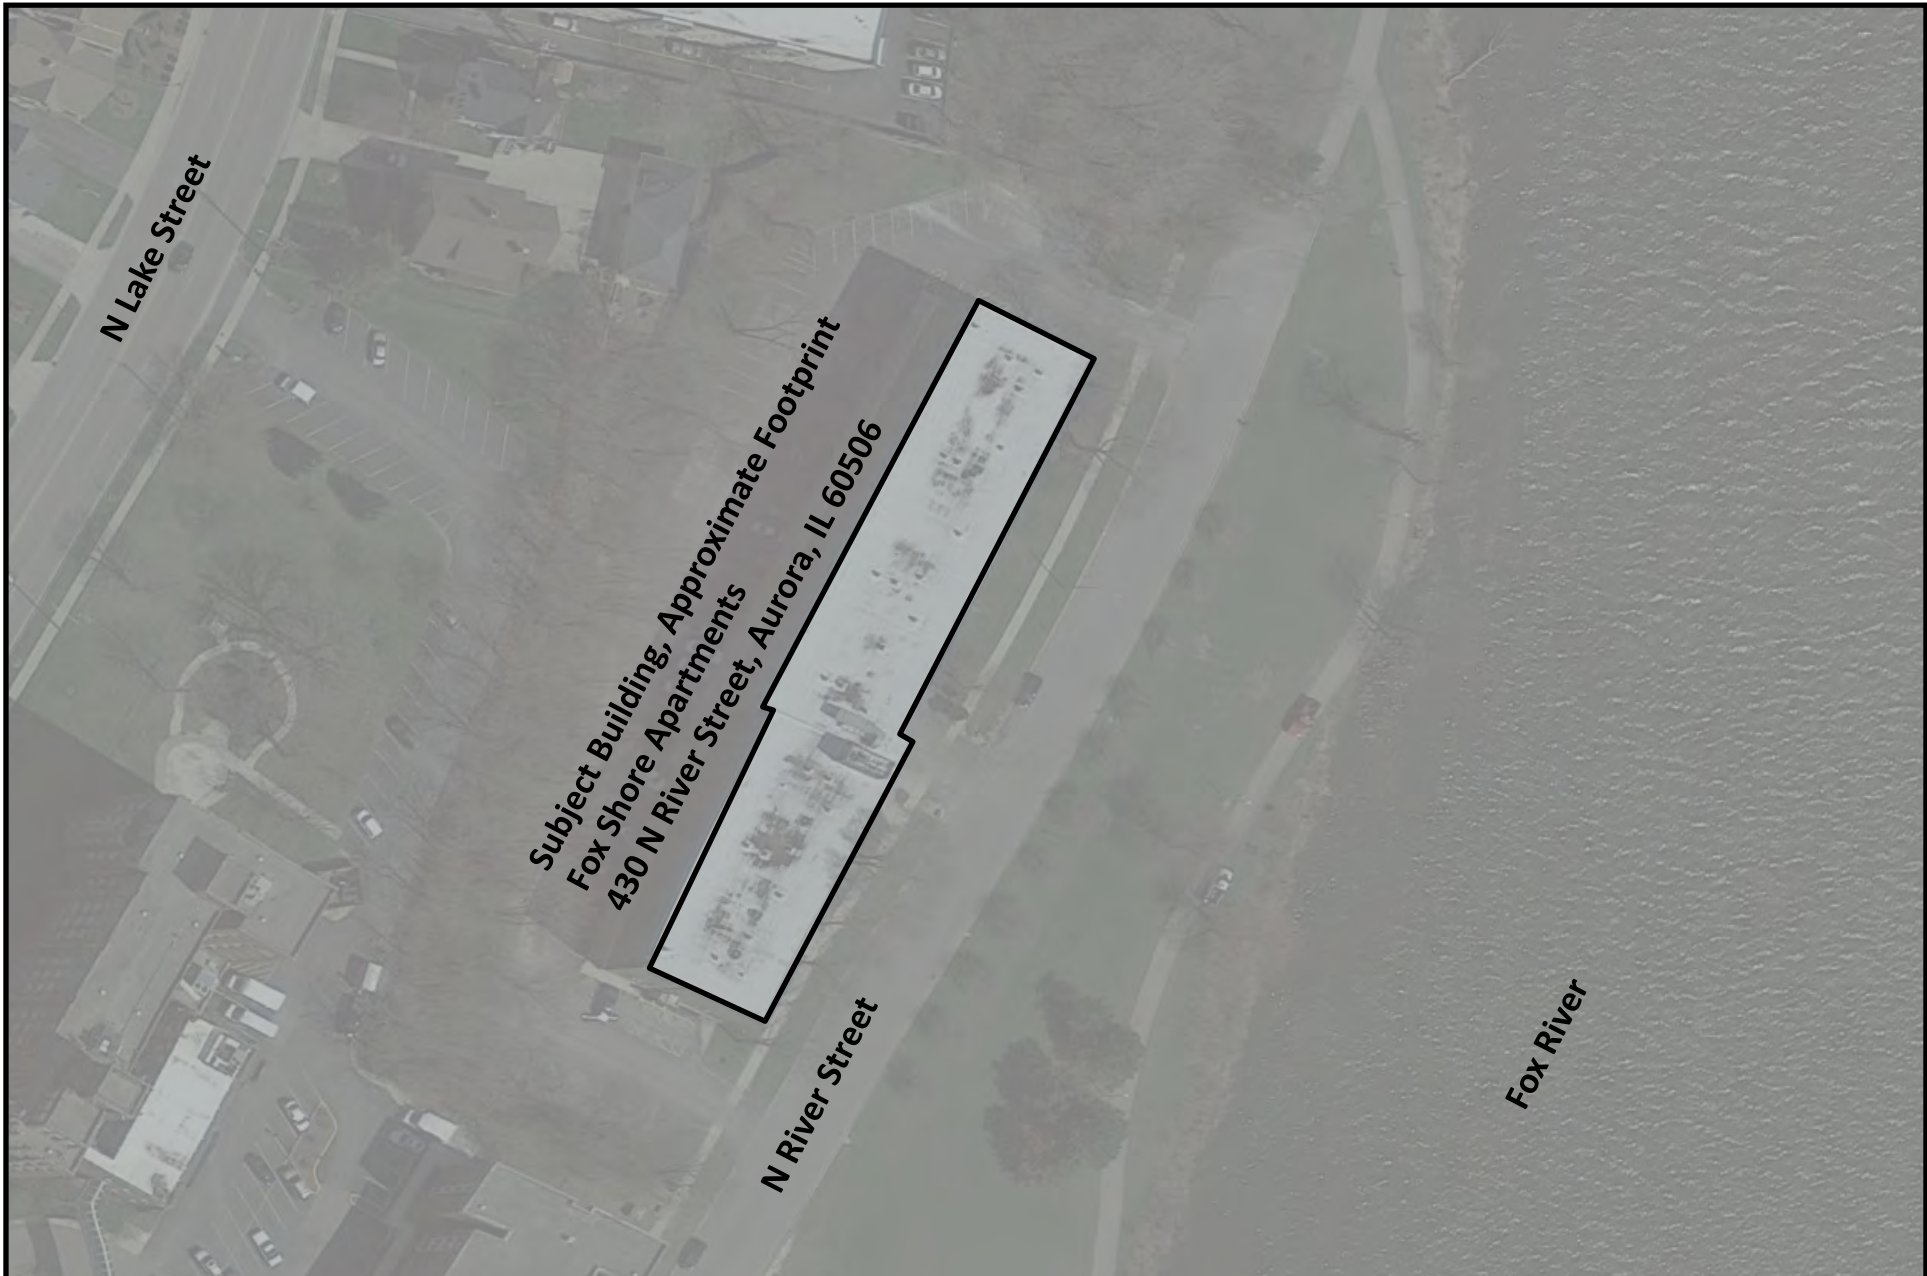 N Lake Street
Subject Building, Approximate Footprint
Fox Shore Apartments
430 N River Street, Aurora, IL 60506
N River Street
Fox River